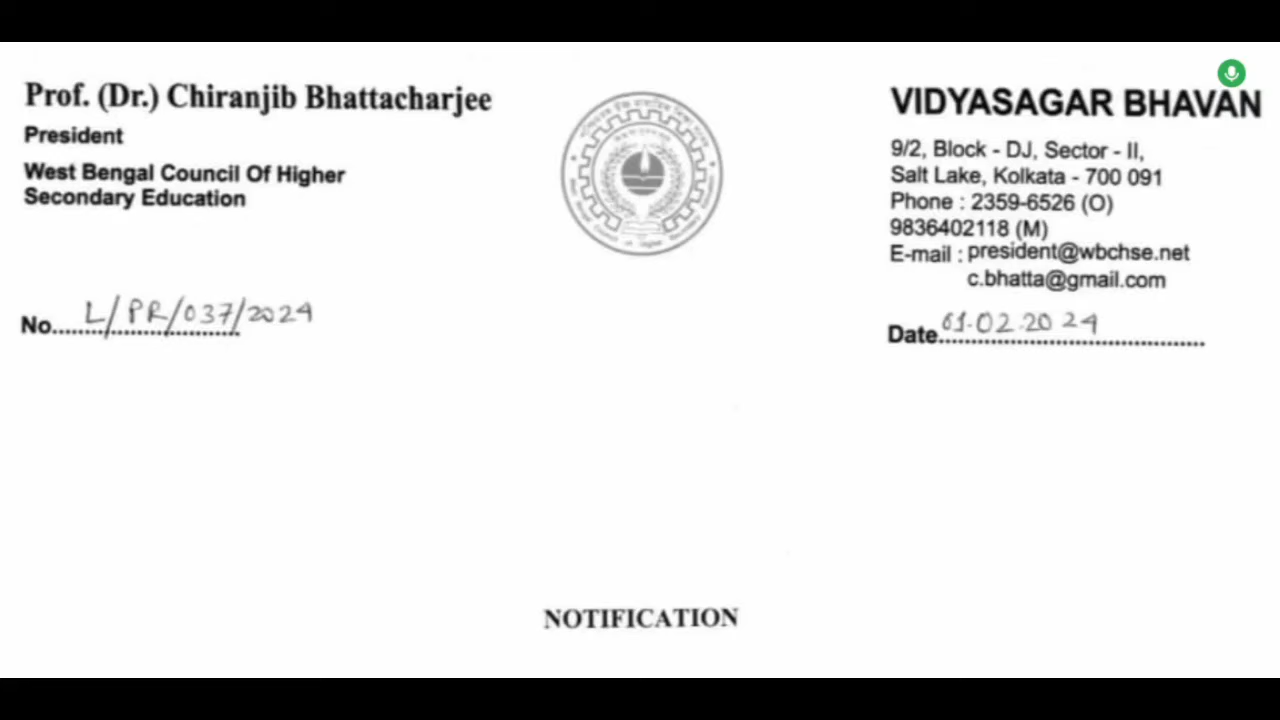 Prof. (Dr.) Chiranjib Bhattacharjee
President
West Bengal Council Of Higher
Secondary Education
VIDYASAGAR BHAVAN
9/2, Block - DJ, Sector - II,
Salt Lake, Kolkata - 700 091
Phone : 2359-6526 (O)
9836402118 (M)
E-mail : president@wbchse.net
c.bhatta@gmail.com
No. L/PR/037/2024
Date 01.02.2024
NOTIFICATION